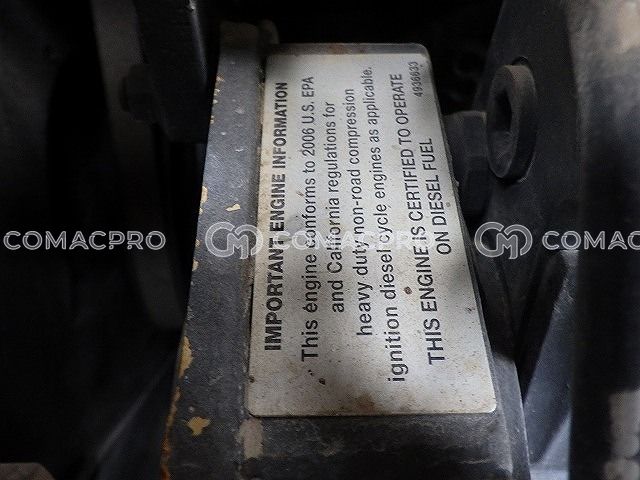 IMPORTANT ENGINE INFORMATION
This engine conforms to 2006 U.S. EPA
and California regulations for
heavy duty non-road compression
ignition diesel cycle engines as applicable.
THIS ENGINE IS CERTIFIED TO OPERATE
ON DIESEL FUEL
4936633
COMACPRO
COMACPRO
COMACPRO